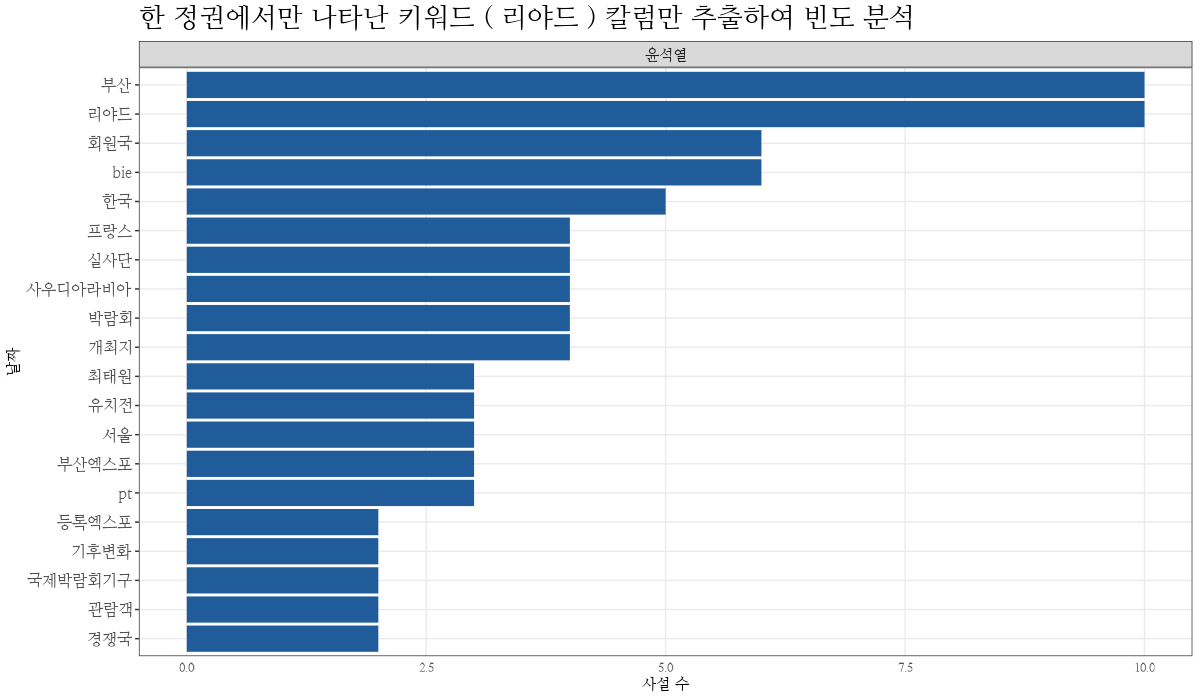 한 정권에서만 나타난 키워드 ( 리야드 ) 칼럼만 추출하여 빈도 분석
윤석열
부산
리야드
회원국
bie
한국
프랑스
실사단
사우디아라비아
박람회
개최지
최태원
유치전
서울
부산엑스포
pt
등록엑스포
기후변화
국제박람회기구
관람객
경쟁국
날짜
0.0 2.5 5.0 7.5 10.0
사설 수